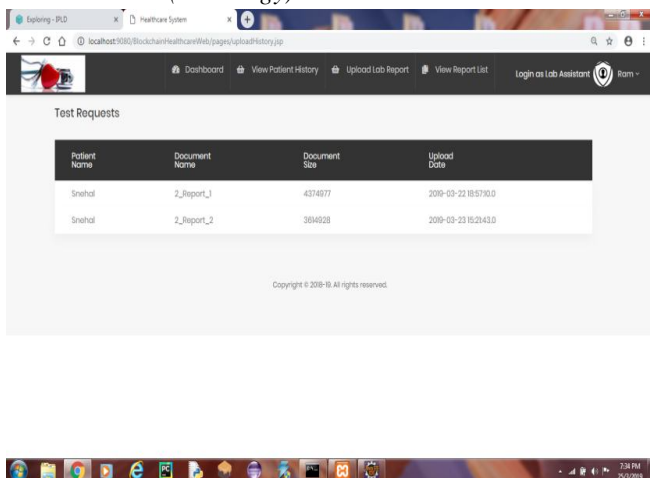 Exploring - IPLD
Healthcare System
localhost:9080/BlockchainHealthcareWeb/pages/uploadHistory.jsp
Dashboard View Patient History Upload Lab Report View Report List Login as Lab Assistant Ram
Test Requests
Patient Name Document Name Document Size Upload Date
Snehal 2_Report_1 4374977 2019-03-22 18:57:10.0
Snehal 2_Report_2 3614928 2019-03-23 15:21:43.0
Copyright © 2018-19. All rights reserved.
7:34 PM
25/3/2019